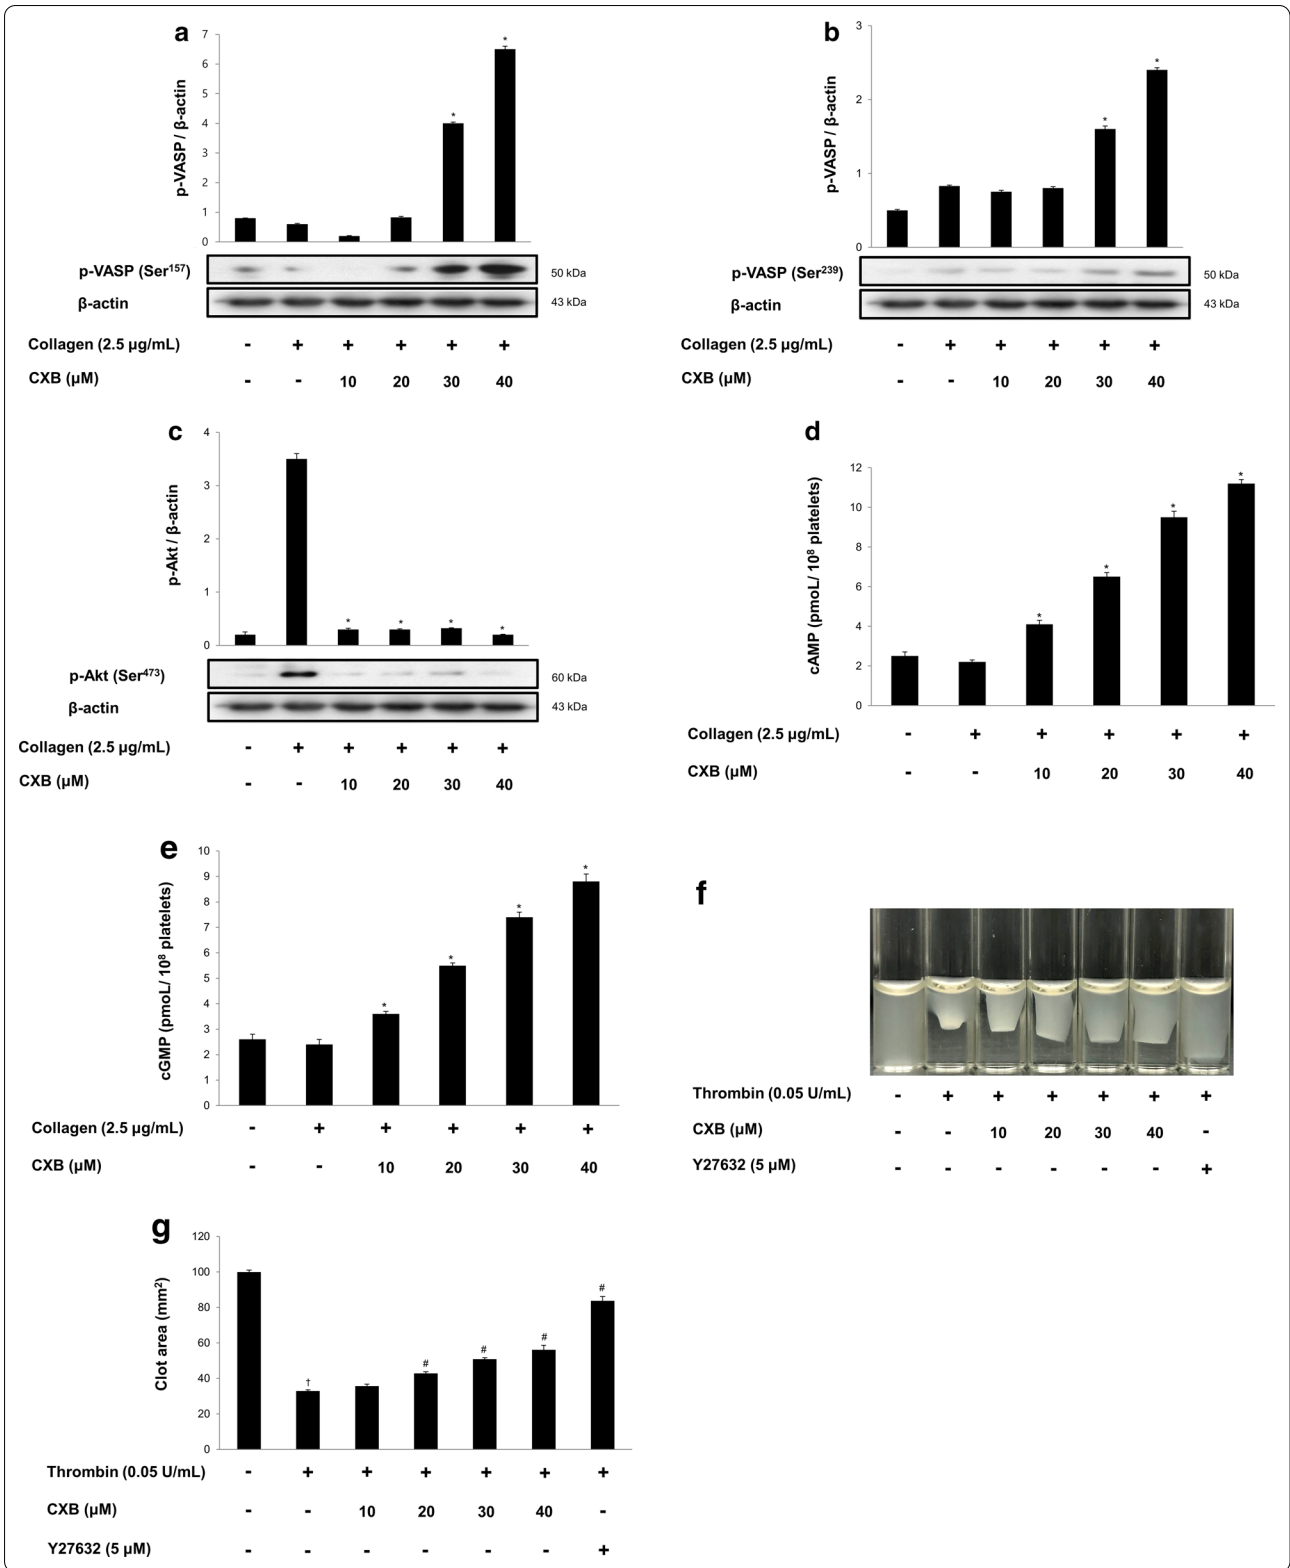 a
7
6
5
4
3
2
1
0
p-VASP / β-actin
*
*
p-VASP (Ser157)
50 kDa
β-actin
43 kDa
Collagen (2.5 µg/mL) - + + + + +
CXB (µM) - - 10 20 30 40
b
3
2
1
0
p-VASP / β-actin
*
*
p-VASP (Ser239)
50 kDa
β-actin
43 kDa
Collagen (2.5 µg/mL) - + + + + +
CXB (µM) - - 10 20 30 40
c
4
3
2
1
0
p-Akt / β-actin
* * * *
p-Akt (Ser473)
60 kDa
β-actin
43 kDa
Collagen (2.5 µg/mL) - + + + + +
CXB (µM) - - 10 20 30 40
d
12
10
8
6
4
2
0
cAMP (pmoL/ 108 platelets)
* * * *
Collagen (2.5 µg/mL) - + + + + +
CXB (µM) - - 10 20 30 40
e
10
9
8
7
6
5
4
3
2
1
0
cGMP (pmoL/ 108 platelets)
* * * *
Collagen (2.5 µg/mL) - + + + + +
CXB (µM) - - 10 20 30 40
f
Thrombin (0.05 U/mL) - + + + + + +
CXB (µM) - - 10 20 30 40 -
Y27632 (5 µM) - - - - - - +
g
120
100
80
60
40
20
0
Clot area (mm2)
† # # # #
Thrombin (0.05 U/mL) - + + + + + +
CXB (µM) - - 10 20 30 40 -
Y27632 (5 µM) - - - - - - +